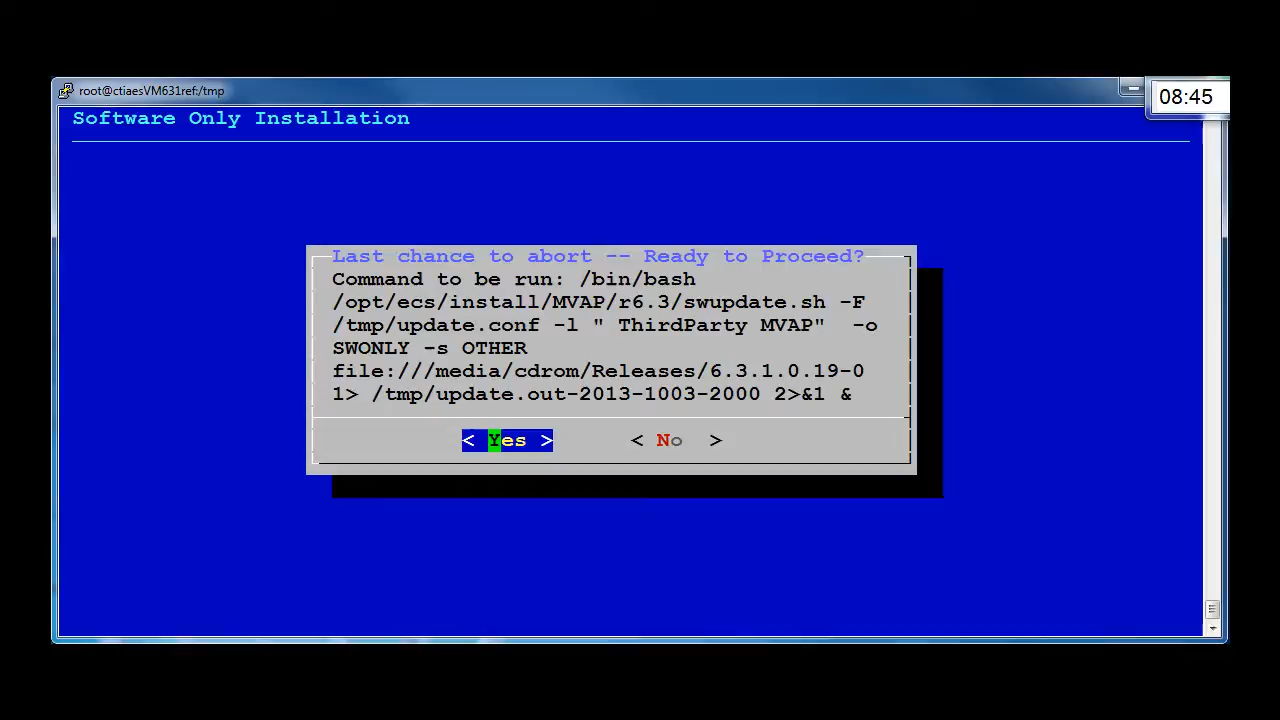 root@ctiaesVM631ref:/tmp
08:45
Software Only Installation
Last chance to abort -- Ready to Proceed?
Command to be run: /bin/bash
/opt/ecs/install/MVAP/r6.3/swupdate.sh -F
/tmp/update.conf -l " ThirdParty MVAP"  -o
SWONLY -s OTHER
file:///media/cdrom/Releases/6.3.1.0.19-0
1> /tmp/update.out-2013-1003-2000 2>&1 &
< Yes > < No  >